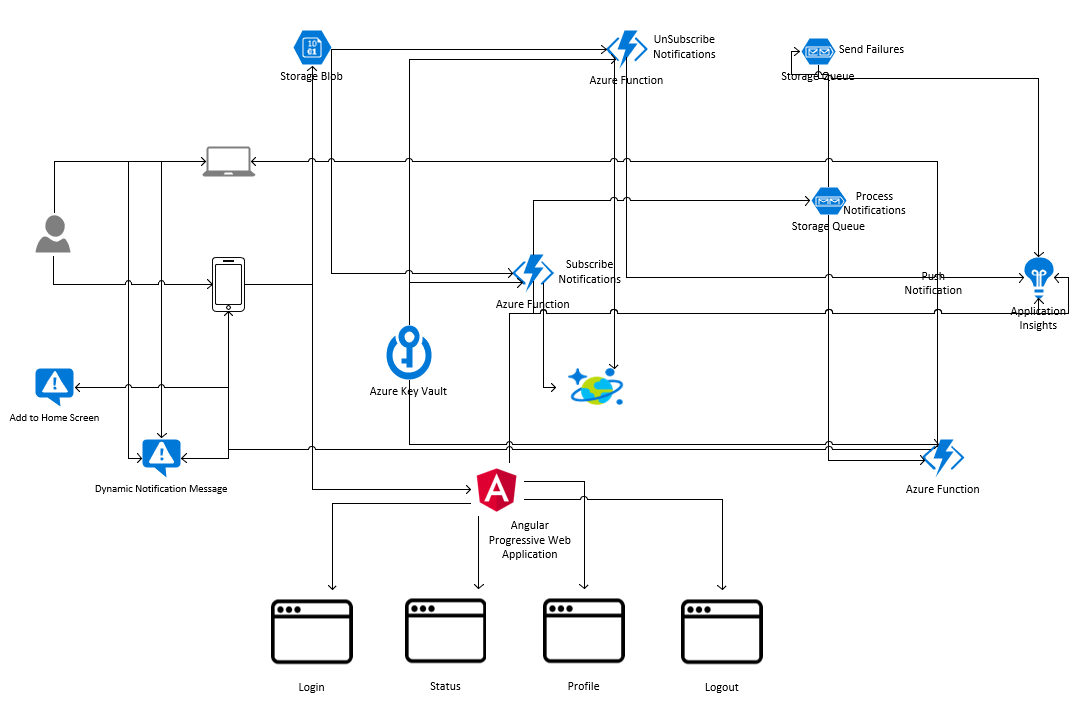 UnSubscribe
Notifications
Azure Function
Storage Blob
10
01
Send Failures
Storage Queue
Process
Notifications
Storage Queue
Subscribe
Notifications
Azure Function
Push
Notification
Application
Insights
Azure Key Vault
Add to Home Screen
Dynamic Notification Message
Azure Function
A
Angular
Progressive Web
Application
Login
Status
Profile
Logout